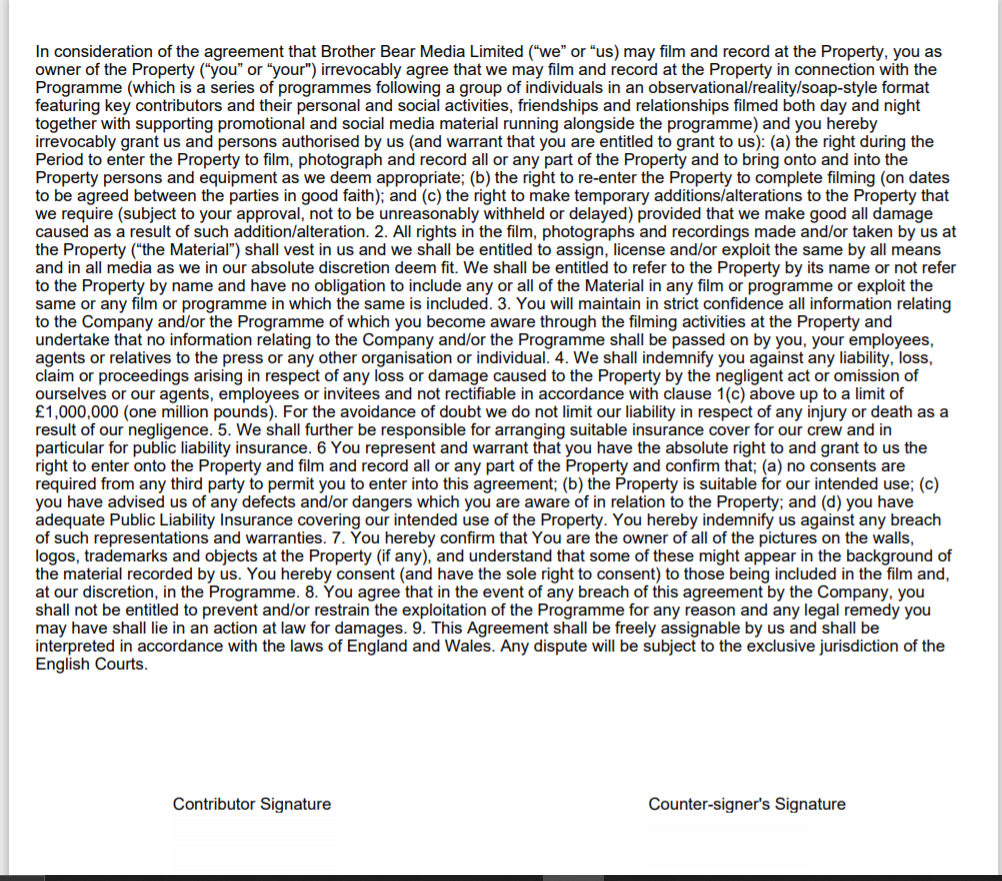 In consideration of the agreement that Brother Bear Media Limited (“we” or “us) may film and record at the Property, you as
owner of the Property (“you” or “your") irrevocably agree that we may film and record at the Property in connection with the
Programme (which is a series of programmes following a group of individuals in an observational/reality/soap-style format
featuring key contributors and their personal and social activities, friendships and relationships filmed both day and night
together with supporting promotional and social media material running alongside the programme) and you hereby
irrevocably grant us and persons authorised by us (and warrant that you are entitled to grant to us): (a) the right during the
Period to enter the Property to film, photograph and record all or any part of the Property and to bring onto and into the
Property persons and equipment as we deem appropriate; (b) the right to re-enter the Property to complete filming (on dates
to be agreed between the parties in good faith); and (c) the right to make temporary additions/alterations to the Property that
we require (subject to your approval, not to be unreasonably withheld or delayed) provided that we make good all damage
caused as a result of such addition/alteration. 2. All rights in the film, photographs and recordings made and/or taken by us at
the Property (“the Material”) shall vest in us and we shall be entitled to assign, license and/or exploit the same by all means
and in all media as we in our absolute discretion deem fit. We shall be entitled to refer to the Property by its name or not refer
to the Property by name and have no obligation to include any or all of the Material in any film or programme or exploit the
same or any film or programme in which the same is included. 3. You will maintain in strict confidence all information relating
to the Company and/or the Programme of which you become aware through the filming activities at the Property and
undertake that no information relating to the Company and/or the Programme shall be passed on by you, your employees,
agents or relatives to the press or any other organisation or individual. 4. We shall indemnify you against any liability, loss,
claim or proceedings arising in respect of any loss or damage caused to the Property by the negligent act or omission of
ourselves or our agents, employees or invitees and not rectifiable in accordance with clause 1(c) above up to a limit of
£1,000,000 (one million pounds). For the avoidance of doubt we do not limit our liability in respect of any injury or death as a
result of our negligence. 5. We shall further be responsible for arranging suitable insurance cover for our crew and in
particular for public liability insurance. 6 You represent and warrant that you have the absolute right to and grant to us the
right to enter onto the Property and film and record all or any part of the Property and confirm that; (a) no consents are
required from any third party to permit you to enter into this agreement; (b) the Property is suitable for our intended use; (c)
you have advised us of any defects and/or dangers which you are aware of in relation to the Property; and (d) you have
adequate Public Liability Insurance covering our intended use of the Property. You hereby indemnify us against any breach
of such representations and warranties. 7. You hereby confirm that You are the owner of all of the pictures on the walls,
logos, trademarks and objects at the Property (if any), and understand that some of these might appear in the background of
the material recorded by us. You hereby consent (and have the sole right to consent) to those being included in the film and,
at our discretion, in the Programme. 8. You agree that in the event of any breach of this agreement by the Company, you
shall not be entitled to prevent and/or restrain the exploitation of the Programme for any reason and any legal remedy you
may have shall lie in an action at law for damages. 9. This Agreement shall be freely assignable by us and shall be
interpreted in accordance with the laws of England and Wales. Any dispute will be subject to the exclusive jurisdiction of the
English Courts.
Contributor Signature
Counter-signer's Signature